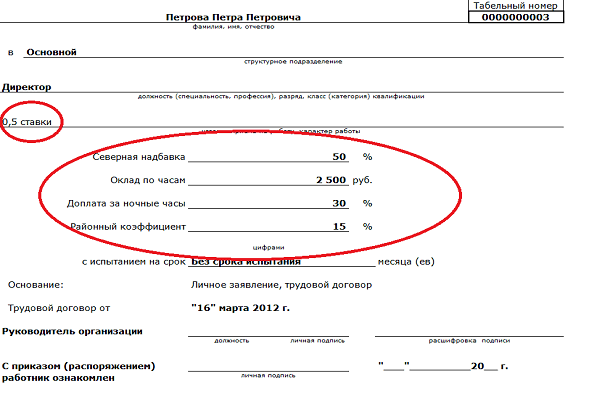 Табельный номер
Петрова Петра Петровича 0000000003
фамилия, имя, отчество
в Основной
структурное подразделение
Директор
должность (специальность, профессия), разряд, класс (категория) квалификации
0,5 ставки
характер работы
Северная надбавка 50 %
Оклад по часам 2 500 руб.
Доплата за ночные часы 30 %
Районный коэффициент 15 %
цифрами
с испытанием на срок без срока испытания месяца (ев)
Основание: Личное заявление, трудовой договор
Трудовой договор от "16" марта 2012 г.
Руководитель организации
должность личная подпись расшифровка подписи
С приказом (распоряжением)
работник ознакомлен "___"__________20___ г.
личная подпись